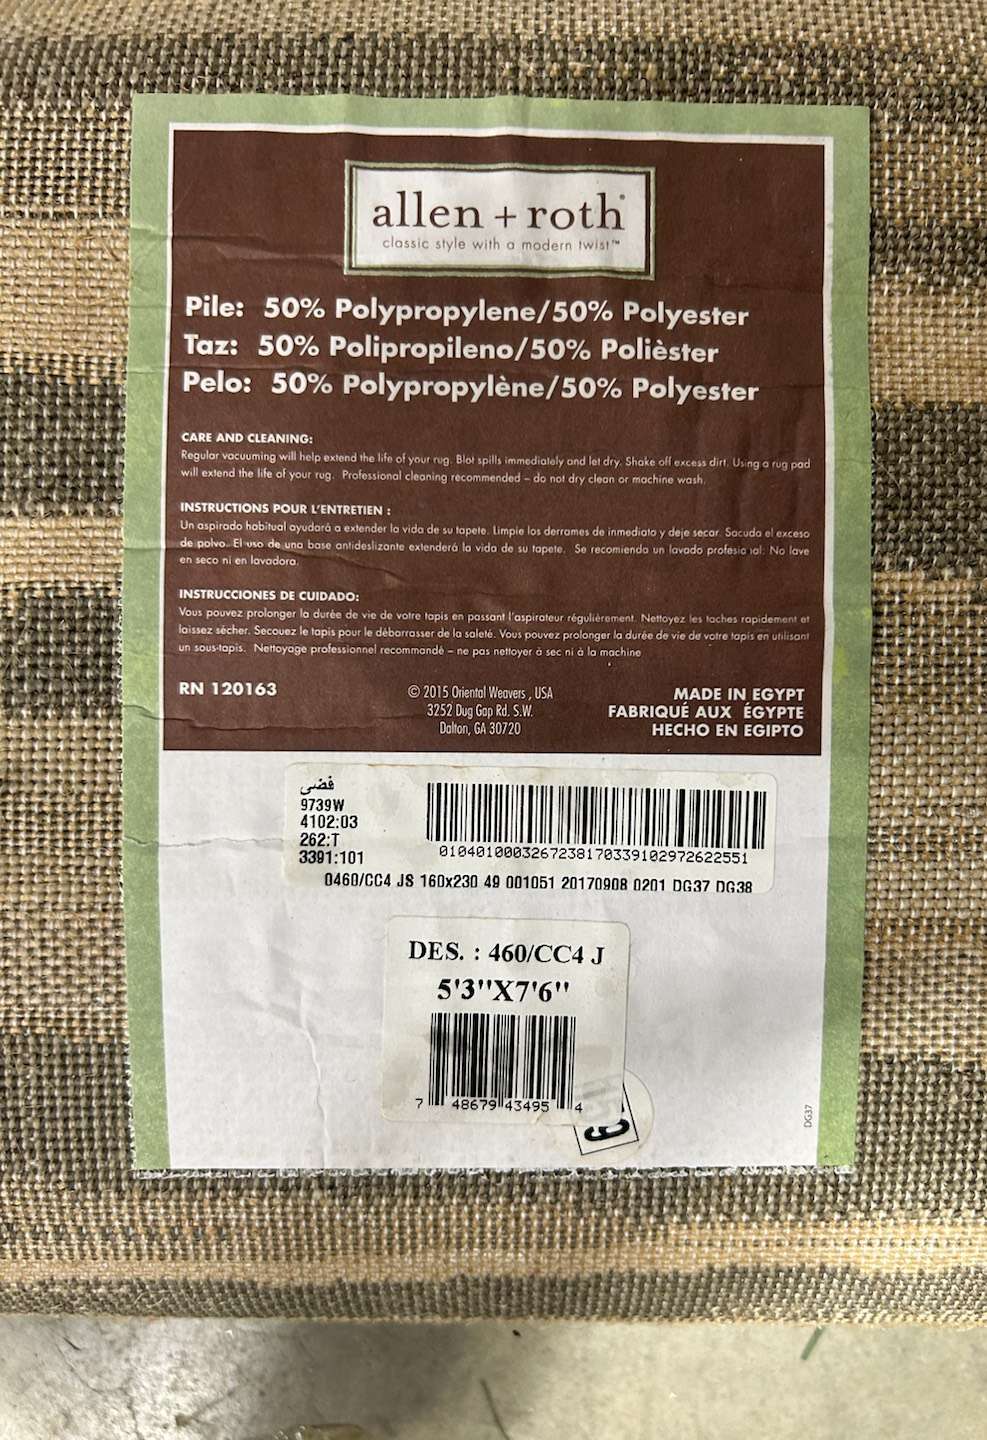 allen + roth®
classic style with a modern twist™
Pile: 50% Polypropylene/50% Polyester
Taz: 50% Polipropileno/50% Polièster
Pelo: 50% Polypropylène/50% Polyester
CARE AND CLEANING:
Regular vacuuming will help extend the life of your rug. Blot spills immediately and let dry. Shake off excess dirt. Using a rug pad
will extend the life of your rug. Professional cleaning recommended – do not dry clean or machine wash.
INSTRUCTIONS POUR L'ENTRETIEN :
Un aspirado habitual ayudará a extender la vida de su tapete. Limpie los derrames de inmediato y deje secar. Sacuda el exceso
de polvo. El uso de una base antideslizante extenderá la vida de su tapete. Se recomienda un lavado profesional: No lave
en seco ni en lavadora.
INSTRUCCIONES DE CUIDADO:
Vous pouvez prolonger la durée de vie de votre tapis en passant l'aspirateur régulièrement. Nettoyez les taches rapidement et
laissez sécher. Secouez le tapis pour le débarrasser de la saleté. Vous pouvez prolonger la durée de vie de votre tapis en utilisant
un sous-tapis. Nettoyage professionnel recommandé – ne pas nettoyer à sec ni à la machine
RN 120163
© 2015 Oriental Weavers , USA
3252 Dug Gap Rd. S.W.
Dalton, GA 30720
MADE IN EGYPT
FABRIQUÉ AUX ÉGYPTE
HECHO EN EGIPTO
فضى
9739W
4102:03
262:T
3391:101
01040100032672381703391029726225​51
0460/CC4 JS 160x230 49 001051 20170908 0201 DG37 DG38
DES. : 460/CC4 J
5'3"X7'6"
7 48679 43495 4
DG37